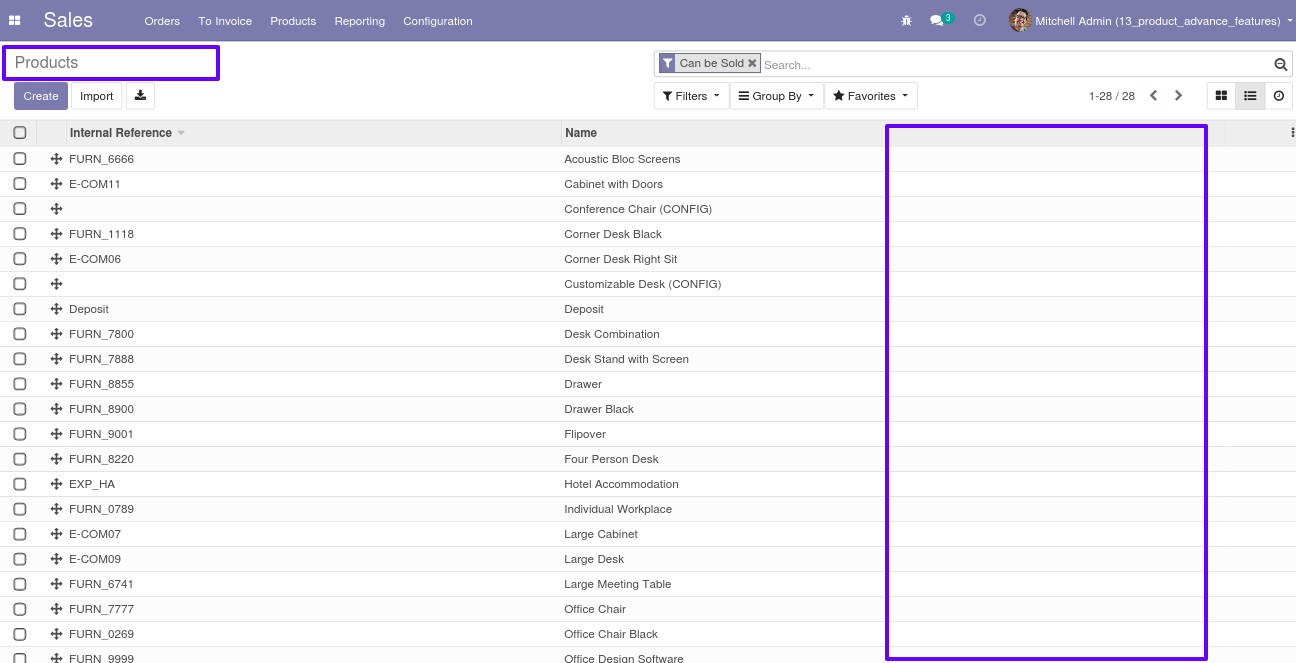 Sales Orders To Invoice Products Reporting Configuration 3 Mitchell Admin (13_product_advance_features)
Products
Can be Sold Search...
Create Import Filters Group By Favorites 1-28 / 28
Internal Reference Name
FURN_6666 Acoustic Bloc Screens
E-COM11 Cabinet with Doors
Conference Chair (CONFIG)
FURN_1118 Corner Desk Black
E-COM06 Corner Desk Right Sit
Customizable Desk (CONFIG)
Deposit Deposit
FURN_7800 Desk Combination
FURN_7888 Desk Stand with Screen
FURN_8855 Drawer
FURN_8900 Drawer Black
FURN_9001 Flipover
FURN_8220 Four Person Desk
EXP_HA Hotel Accommodation
FURN_0789 Individual Workplace
E-COM07 Large Cabinet
E-COM09 Large Desk
FURN_6741 Large Meeting Table
FURN_7777 Office Chair
FURN_0269 Office Chair Black
FURN_9999 Office Design Software